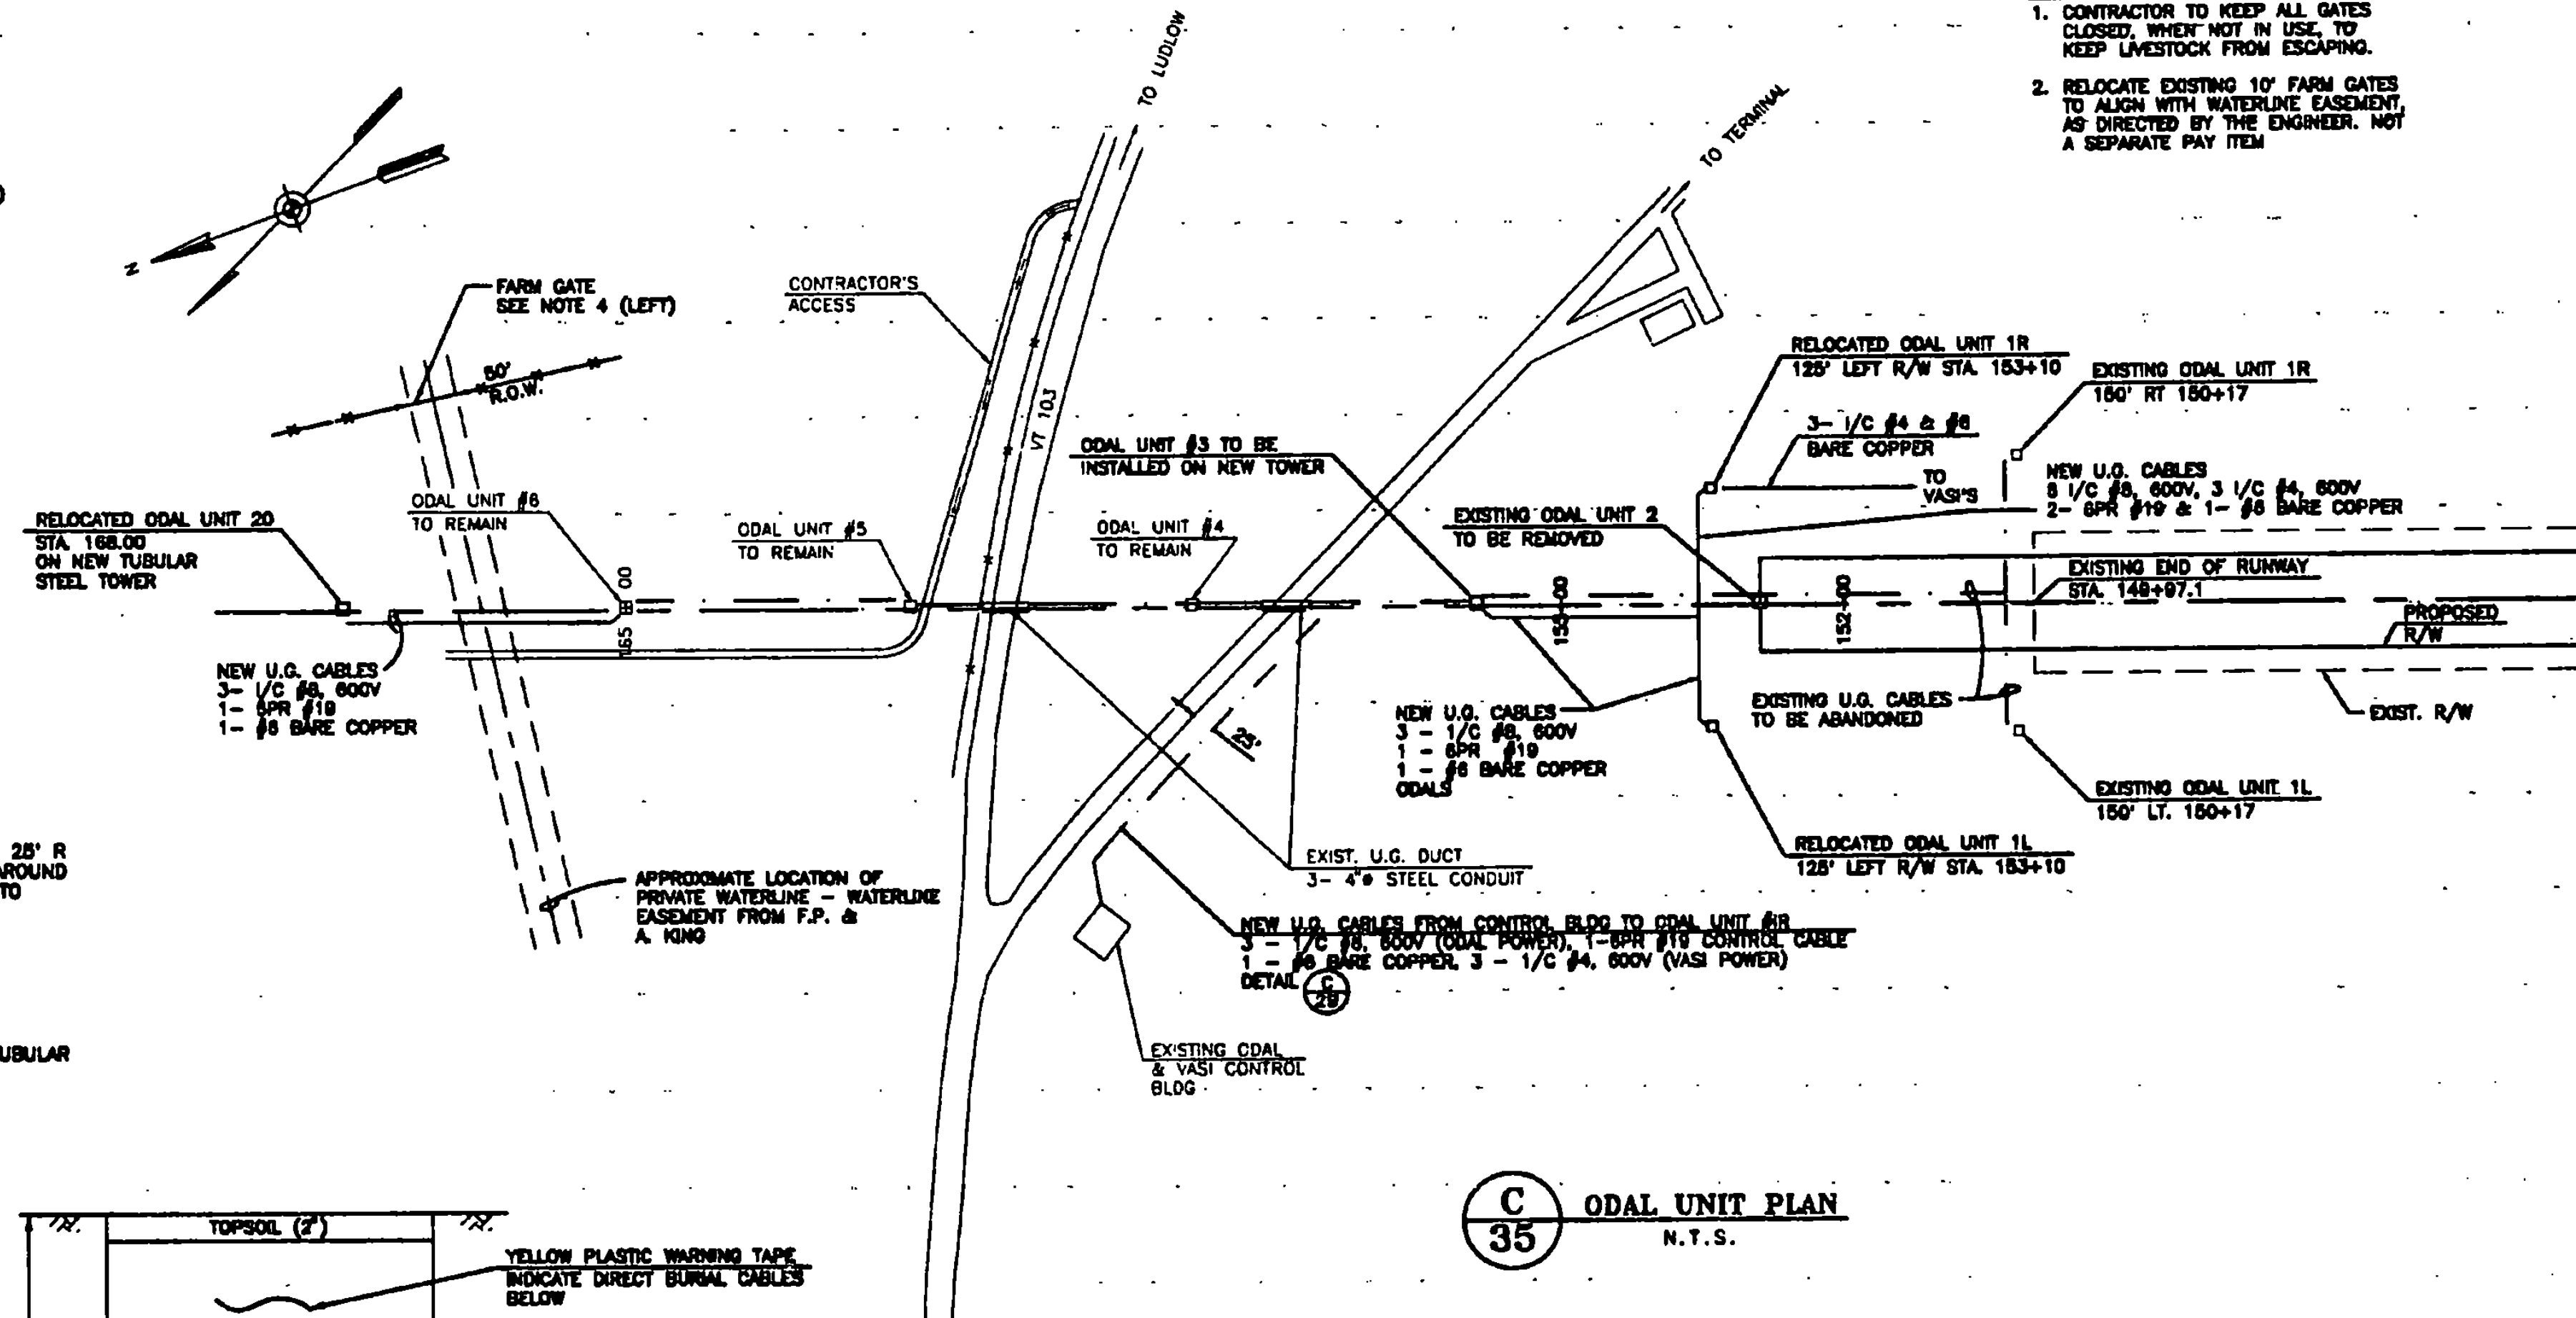 1. CONTRACTOR TO KEEP ALL GATES
CLOSED, WHEN NOT IN USE, TO
KEEP LIVESTOCK FROM ESCAPING.
2. RELOCATE EXISTING 10' FARM GATES
TO ALIGN WITH WATERLINE EASEMENT,
AS DIRECTED BY THE ENGINEER. NOT
A SEPARATE PAY ITEM
TO LUDLOW
TO TERMINAL
N
FARM GATE
SEE NOTE 4 (LEFT)
CONTRACTOR'S
ACCESS
50'
R.O.W.
VT 103
RELOCATED ODAL UNIT 1R
125' LEFT R/W STA. 153+10
EXISTING ODAL UNIT 1R
150' RT 150+17
3- 1/C #4 & #6
BARE COPPER
TO
VASI'S
NEW U.G. CABLES
8 1/C #8, 600V, 3 1/C #4, 600V
2- 6PR #19 & 1- #6 BARE COPPER
ODAL UNIT #3 TO BE
INSTALLED ON NEW TOWER
EXISTING ODAL UNIT 2
TO BE REMOVED
RELOCATED ODAL UNIT 20
STA. 168.00
ON NEW TUBULAR
STEEL TOWER
ODAL UNIT #6
TO REMAIN
ODAL UNIT #5
TO REMAIN
ODAL UNIT #4
TO REMAIN
165 00
152+00
EXISTING END OF RUNWAY
STA. 149+97.1
PROPOSED
R/W
EXIST. R/W
NEW U.G. CABLES
3- 1/C #8, 600V
1- 6PR #19
1- #6 BARE COPPER
NEW U.G. CABLES
3 - 1/C #8, 600V
1 - 6PR #19
1 - #6 BARE COPPER
ODALS
EXISTING U.G. CABLES
TO BE ABANDONED
25'
EXISTING ODAL UNIT 1L
150' LT. 150+17
RELOCATED ODAL UNIT 1L
125' LEFT R/W STA. 153+10
EXIST. U.G. DUCT
3- 4"ø STEEL CONDUIT
25' R
AROUND
TO
APPROXIMATE LOCATION OF
PRIVATE WATERLINE - WATERLINE
EASEMENT FROM F.P. &
A. KING
NEW U.G. CABLES FROM CONTROL BLDG TO ODAL UNIT #1R
3 - 1/C #8, 600V (ODAL POWER), 1-6PR #19 CONTROL CABLE
1 - #6 BARE COPPER, 3 - 1/C #4, 600V (VASI POWER)
DETAIL C
29
EXISTING ODAL
& VASI CONTROL
BLDG
UBULAR
C
35
ODAL UNIT PLAN
N.T.S.
TOPSOIL (2")
YELLOW PLASTIC WARNING TAPE
INDICATE DIRECT BURIAL CABLES
BELOW